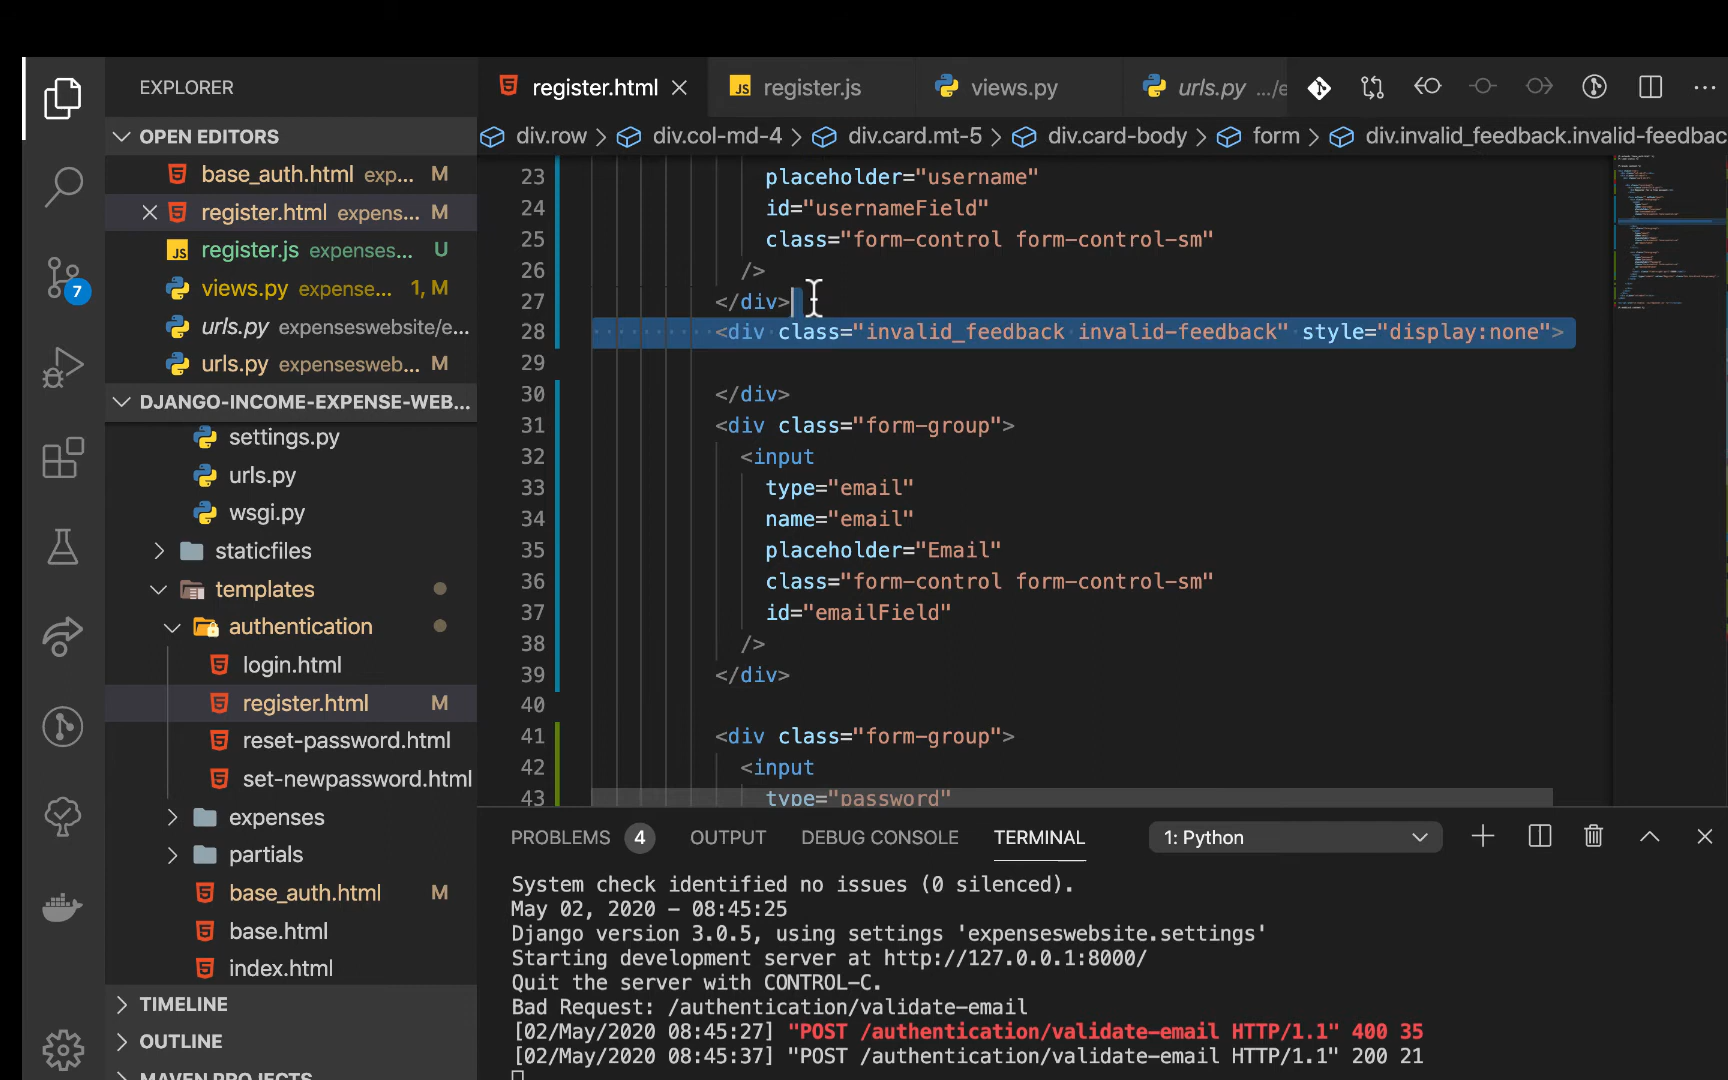 EXPLORER
OPEN EDITORS
base_auth.html exp... M
register.html expens... M
JS register.js expenses... U
views.py expense... 1, M
urls.py expenseswebsite/e...
urls.py expensesweb... M
DJANGO-INCOME-EXPENSE-WEB...
settings.py
urls.py
wsgi.py
staticfiles
templates
authentication
login.html
register.html M
reset-password.html
set-newpassword.html
expenses
partials
base_auth.html M
base.html
index.html
TIMELINE
OUTLINE
MAVEN PROJECTS
7
register.html
JS register.js
views.py
urls.py .../e
div.row > div.col-md-4 > div.card.mt-5 > div.card-body > form > div.invalid_feedback.invalid-feedbac
23 placeholder="username"
24 id="usernameField"
25 class="form-control form-control-sm"
26 />
27 </div>
28 <div class="invalid_feedback invalid-feedback" style="display:none">
29
30 </div>
31 <div class="form-group">
32 <input
33 type="email"
34 name="email"
35 placeholder="Email"
36 class="form-control form-control-sm"
37 id="emailField"
38 />
39 </div>
40
41 <div class="form-group">
42 <input
43 type="password"
PROBLEMS 4 OUTPUT DEBUG CONSOLE TERMINAL 1: Python
System check identified no issues (0 silenced).
May 02, 2020 - 08:45:25
Django version 3.0.5, using settings 'expenseswebsite.settings'
Starting development server at http://127.0.0.1:8000/
Quit the server with CONTROL-C.
Bad Request: /authentication/validate-email
[02/May/2020 08:45:27] "POST /authentication/validate-email HTTP/1.1" 400 35
[02/May/2020 08:45:37] "POST /authentication/validate-email HTTP/1.1" 200 21